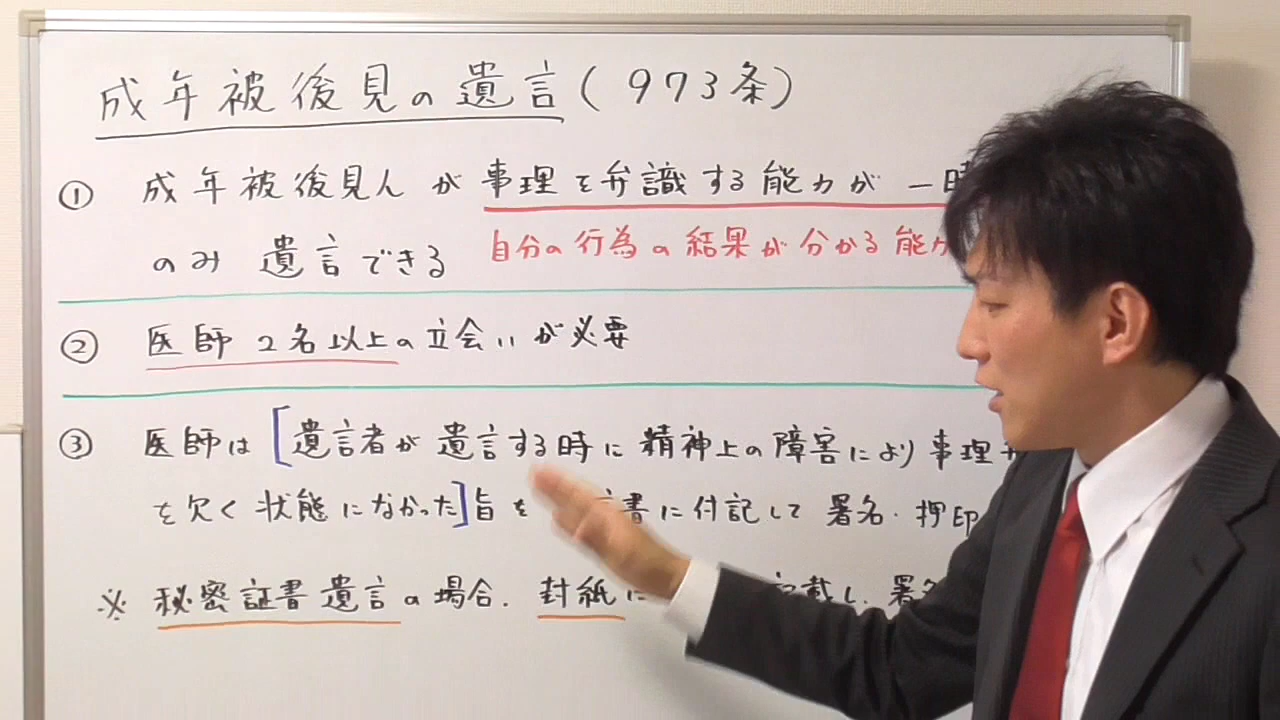 成年被後見の遺言(973条)
① 成年被後見人が事理を弁識する能力が一時
のみ遺言できる
自分の行為の結果が分かる能力
② 医師2名以上の立会いが必要
③ 医師は[遺言者が遺言する時に精神上の障害により事理
を欠く状態になかった]旨を 書に付記して署名・押印
※ 秘密証書遺言の場合、封紙に 記載し、署名